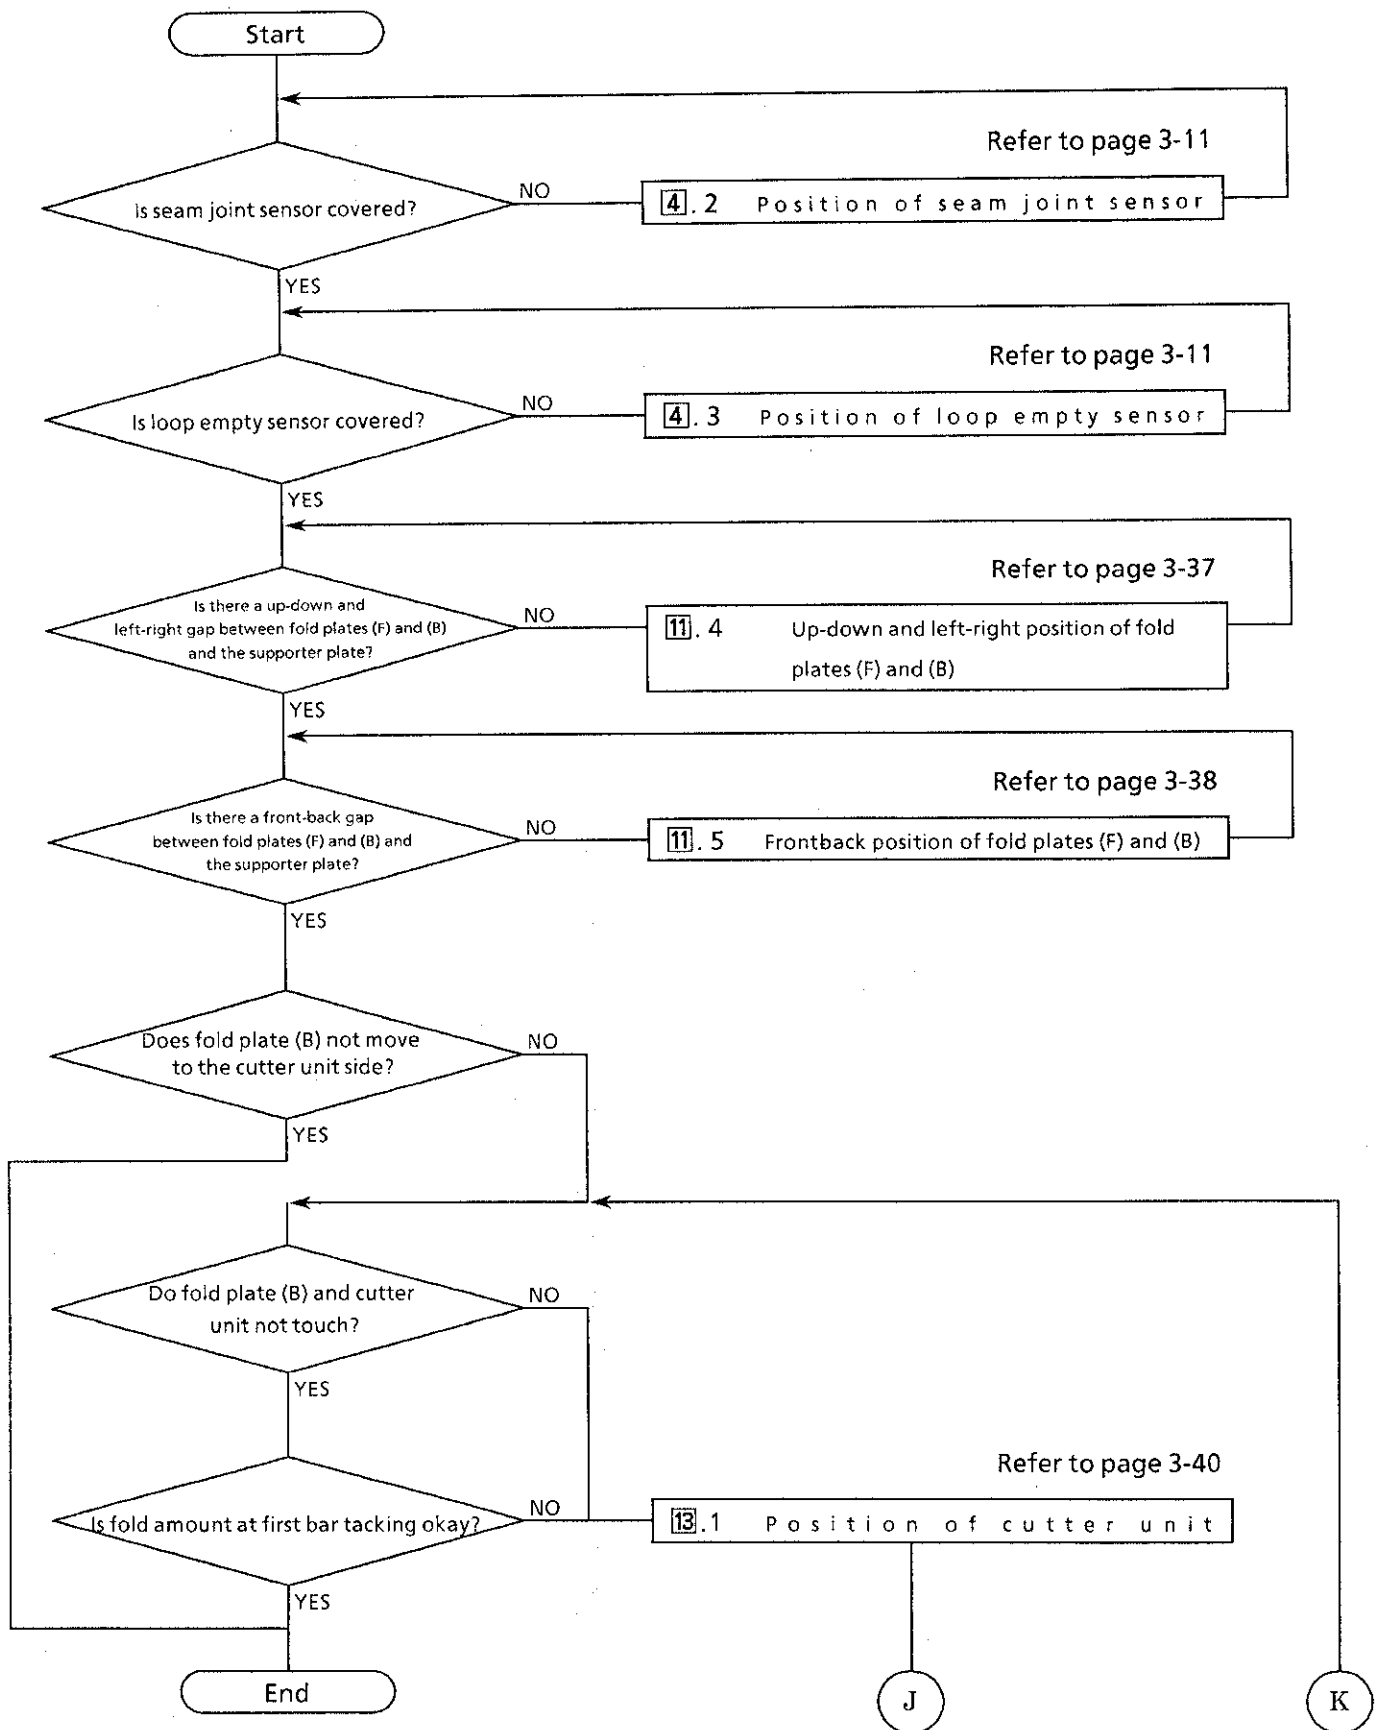 Start
Refer to page 3-11
Is seam joint sensor covered?
NO
4.2 Position of seam joint sensor
YES
Refer to page 3-11
Is loop empty sensor covered?
NO
4.3 Position of loop empty sensor
YES
Refer to page 3-37
Is there a up-down and
left-right gap between fold plates (F) and (B)
and the supporter plate?
NO
11.4 Up-down and left-right position of fold
plates (F) and (B)
YES
Refer to page 3-38
Is there a front-back gap
between fold plates (F) and (B) and
the supporter plate?
NO
11.5 Frontback position of fold plates (F) and (B)
YES
Does fold plate (B) not move
to the cutter unit side?
NO
YES
Do fold plate (B) and cutter
unit not touch?
NO
YES
Refer to page 3-40
Is fold amount at first bar tacking okay?
NO
13.1 Position of cutter unit
YES
End
J
K